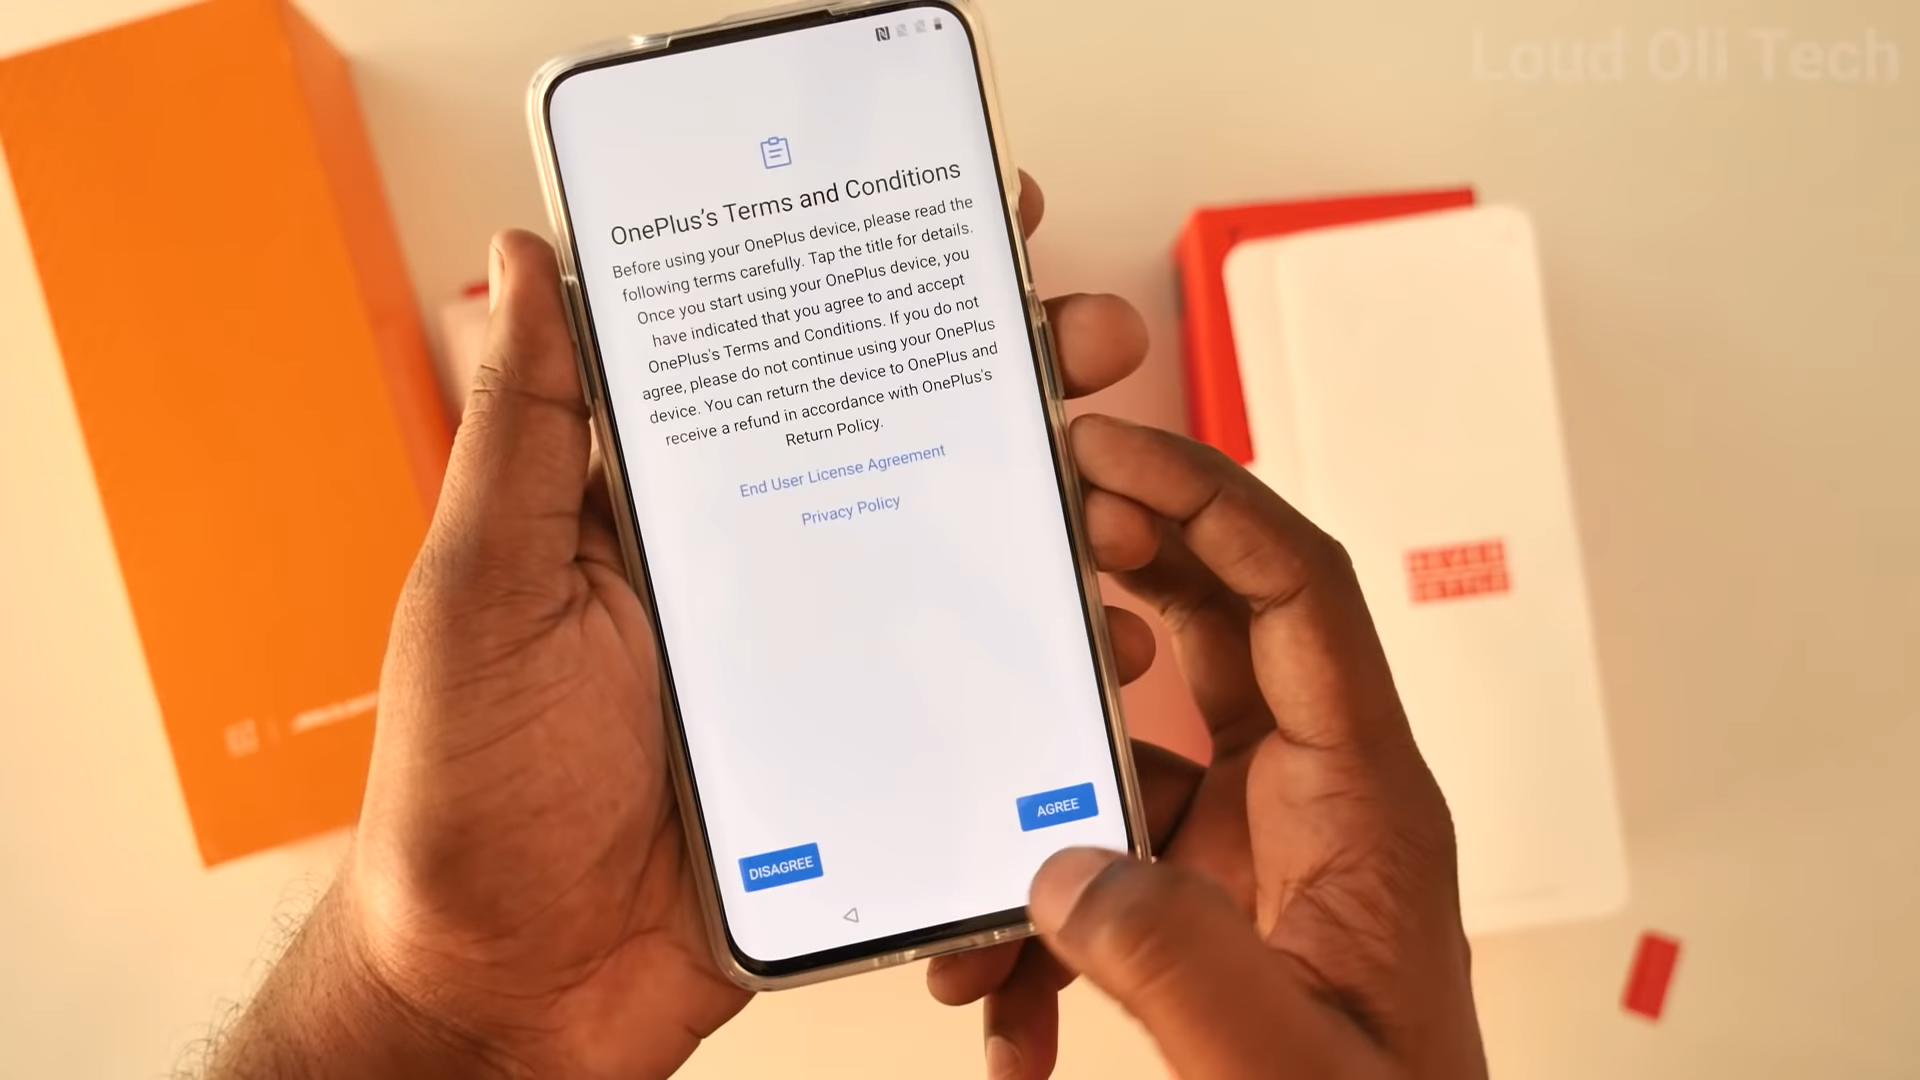 Loud Oli Tech
OnePlus's Terms and Conditions
Before using your OnePlus device, please read the
following terms carefully. Tap the title for details.
Once you start using your OnePlus device, you
have indicated that you agree to and accept
OnePlus's Terms and Conditions. If you do not
agree, please do not continue using your OnePlus
device. You can return the device to OnePlus and
receive a refund in accordance with OnePlus's
Return Policy.
End User License Agreement
Privacy Policy
AGREE
DISAGREE
NEVER
SETTLE